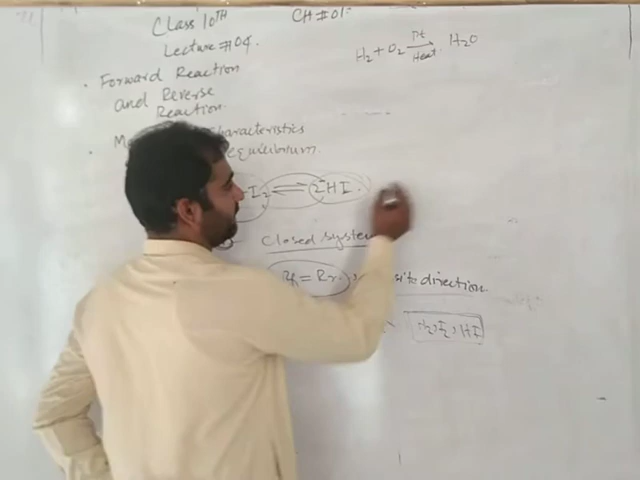 Class 10TH
CH # 01:
Lecture # 04.
H2 + O2 Pt → Heat H2O
• Forward Reaction
and Reverse
Reaction.
• characteristics
equilibrium.
I2 ⇌ 2HI.
Closed system
Rf = Rr. direction.
H2, I2, HI